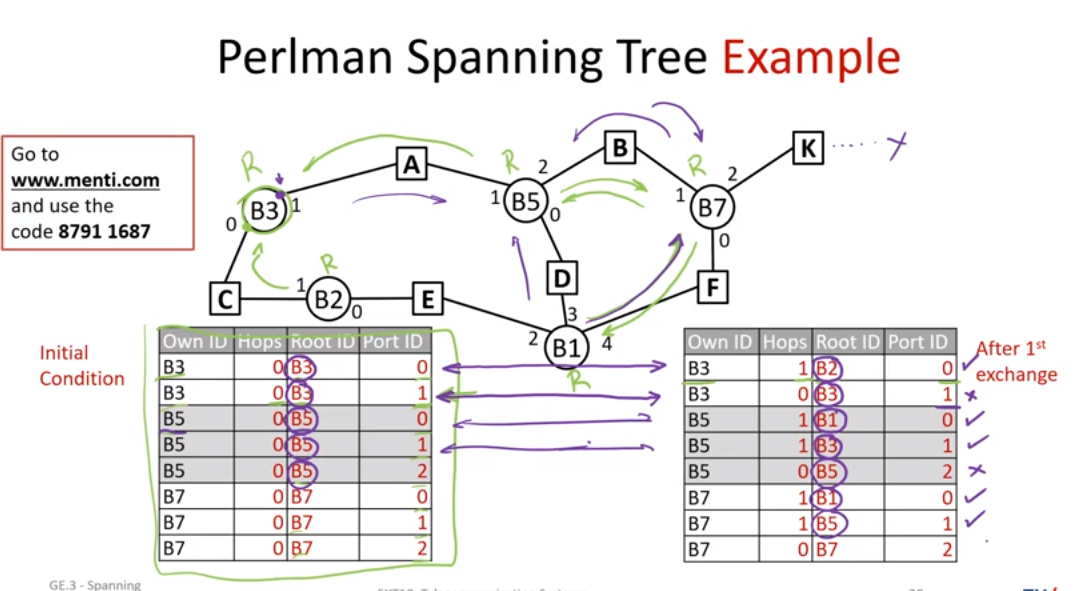 Perlman Spanning Tree Example
Go to
www.menti.com
and use the
code 8791 1687
R
B3
0
1
A
R
B5
1
2
0
B
R
B7
1
2
0
K
C
R
B2
1
0
E
D
F
B1
2
3
4
R
Initial
Condition
Own ID Hops Root ID Port ID
B3 0 B3 0
B3 0 B3 1
B5 0 B5 0
B5 0 B5 1
B5 0 B5 2
B7 0 B7 0
B7 0 B7 1
B7 0 B7 2
Own ID Hops Root ID Port ID
B3 1 B2 0
B3 0 B3 1
B5 1 B1 0
B5 1 B3 1
B5 0 B5 2
B7 1 B1 0
B7 1 B5 1
B7 0 B7 2
After 1st
exchange
GE.3 - Spanning